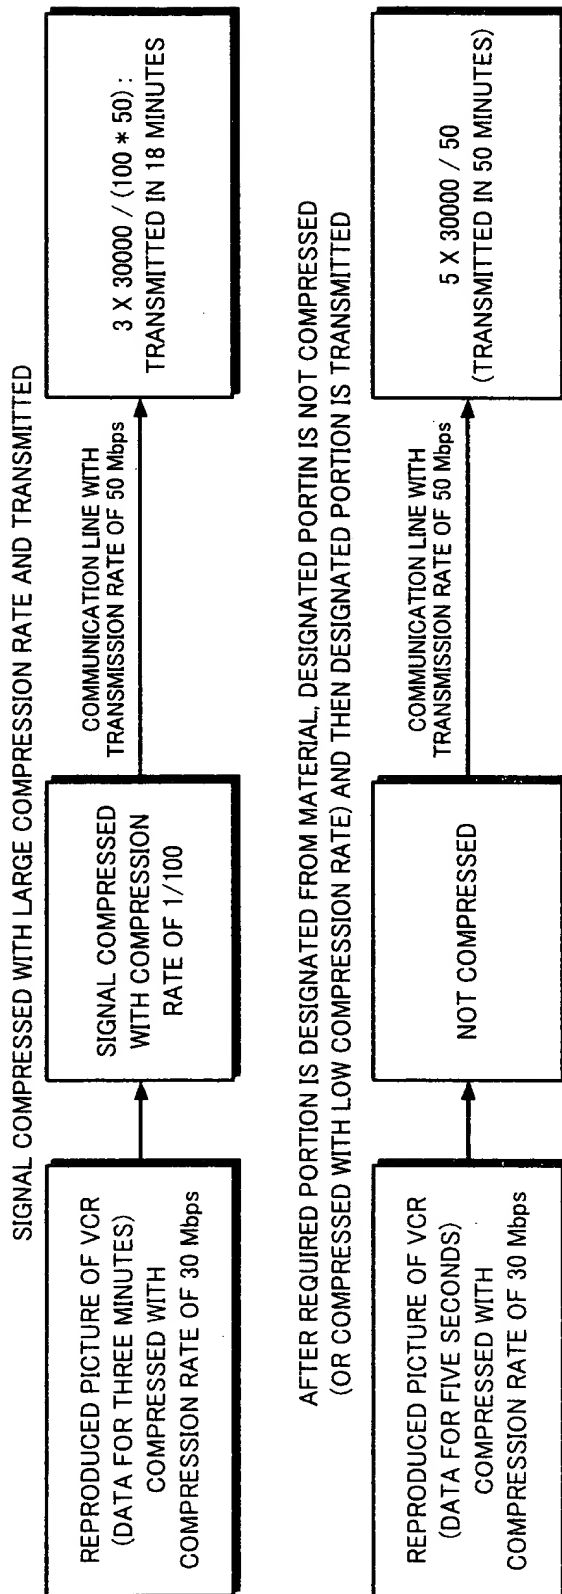 SIGNAL COMPRESSED WITH LARGE COMPRESSION RATE AND TRANSMITTED
REPRODUCED PICTURE OF VCR
(DATA FOR THREE MINUTES)
COMPRESSED WITH
COMPRESSION RATE OF 30 Mbps
SIGNAL COMPRESSED
WITH COMPRESSION
RATE OF 1/100
COMMUNICATION LINE WITH
TRANSMISSION RATE OF 50 Mbps
3 X 30000 / (100 * 50) :
TRANSMITTED IN 18 MINUTES
AFTER REQUIRED PORTION IS DESIGNATED FROM MATERIAL, DESIGNATED PORTIN IS NOT COMPRESSED
(OR COMPRESSED WITH LOW COMPRESSION RATE) AND THEN DESIGNATED PORTION IS TRANSMITTED
REPRODUCED PICTURE OF VCR
(DATA FOR FIVE SECONDS)
COMPRESSED WITH
COMPRESSION RATE OF 30 Mbps
NOT COMPRESSED
COMMUNICATION LINE WITH
TRANSMISSION RATE OF 50 Mbps
5 X 30000 / 50
(TRANSMITTED IN 50 MINUTES)